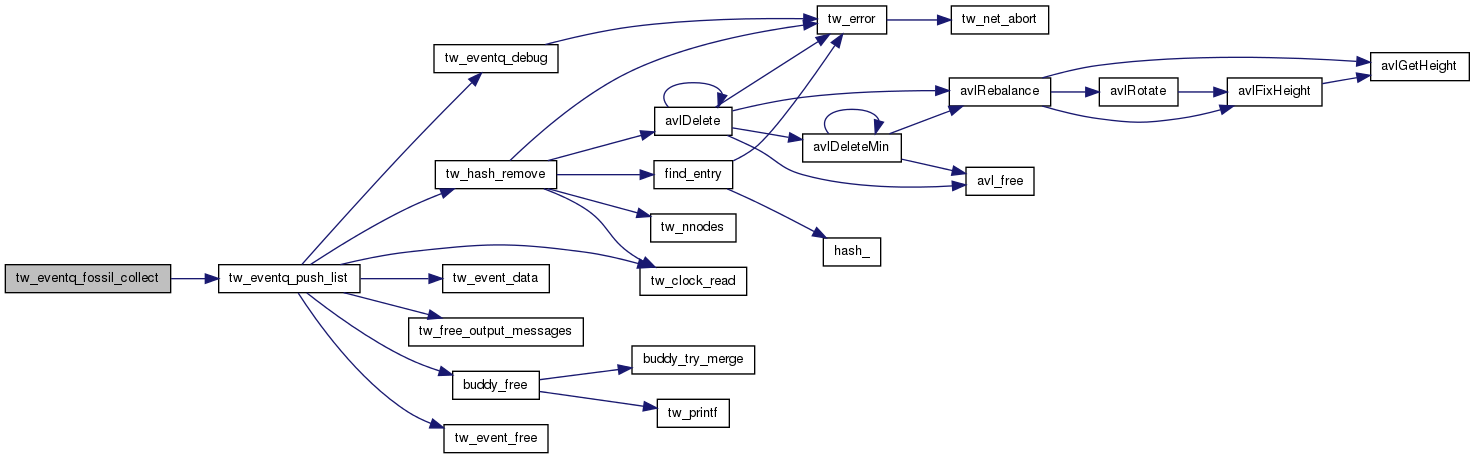 tw_eventq_fossil_collect
tw_eventq_push_list
tw_eventq_debug
tw_hash_remove
tw_event_data
tw_free_output_messages
buddy_free
tw_event_free
tw_error
avlDelete
find_entry
tw_nnodes
tw_clock_read
buddy_try_merge
tw_printf
tw_net_abort
avlDeleteMin
hash_
avlRebalance
avl_free
avlRotate
avlFixHeight
avlGetHeight